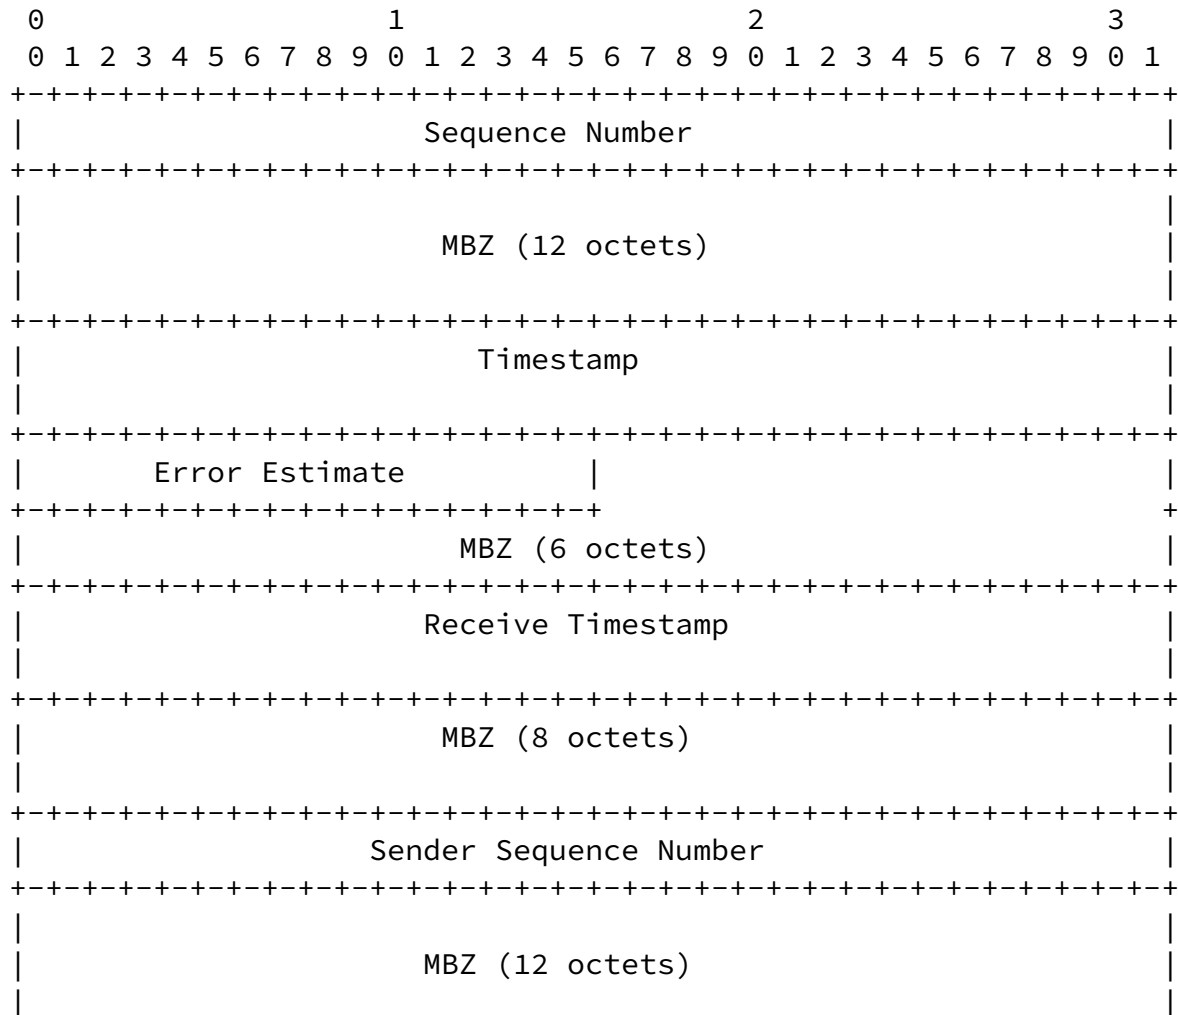 0                   1                   2                   3
 0 1 2 3 4 5 6 7 8 9 0 1 2 3 4 5 6 7 8 9 0 1 2 3 4 5 6 7 8 9 0 1
+-+-+-+-+-+-+-+-+-+-+-+-+-+-+-+-+-+-+-+-+-+-+-+-+-+-+-+-+-+-+-+-+
|                      Sequence Number                          |
+-+-+-+-+-+-+-+-+-+-+-+-+-+-+-+-+-+-+-+-+-+-+-+-+-+-+-+-+-+-+-+-+
|                                                               |
|                       MBZ (12 octets)                         |
|                                                               |
+-+-+-+-+-+-+-+-+-+-+-+-+-+-+-+-+-+-+-+-+-+-+-+-+-+-+-+-+-+-+-+-+
|                         Timestamp                             |
|                                                               |
+-+-+-+-+-+-+-+-+-+-+-+-+-+-+-+-+-+-+-+-+-+-+-+-+-+-+-+-+-+-+-+-+
|       Error Estimate          |                               |
+-+-+-+-+-+-+-+-+-+-+-+-+-+-+-+-+                               +
|                        MBZ (6 octets)                         |
+-+-+-+-+-+-+-+-+-+-+-+-+-+-+-+-+-+-+-+-+-+-+-+-+-+-+-+-+-+-+-+-+
|                      Receive Timestamp                        |
|                                                               |
+-+-+-+-+-+-+-+-+-+-+-+-+-+-+-+-+-+-+-+-+-+-+-+-+-+-+-+-+-+-+-+-+
|                       MBZ (8 octets)                          |
|                                                               |
+-+-+-+-+-+-+-+-+-+-+-+-+-+-+-+-+-+-+-+-+-+-+-+-+-+-+-+-+-+-+-+-+
|                   Sender Sequence Number                      |
+-+-+-+-+-+-+-+-+-+-+-+-+-+-+-+-+-+-+-+-+-+-+-+-+-+-+-+-+-+-+-+-+
|                                                               |
|                      MBZ (12 octets)                          |
|                                                               |